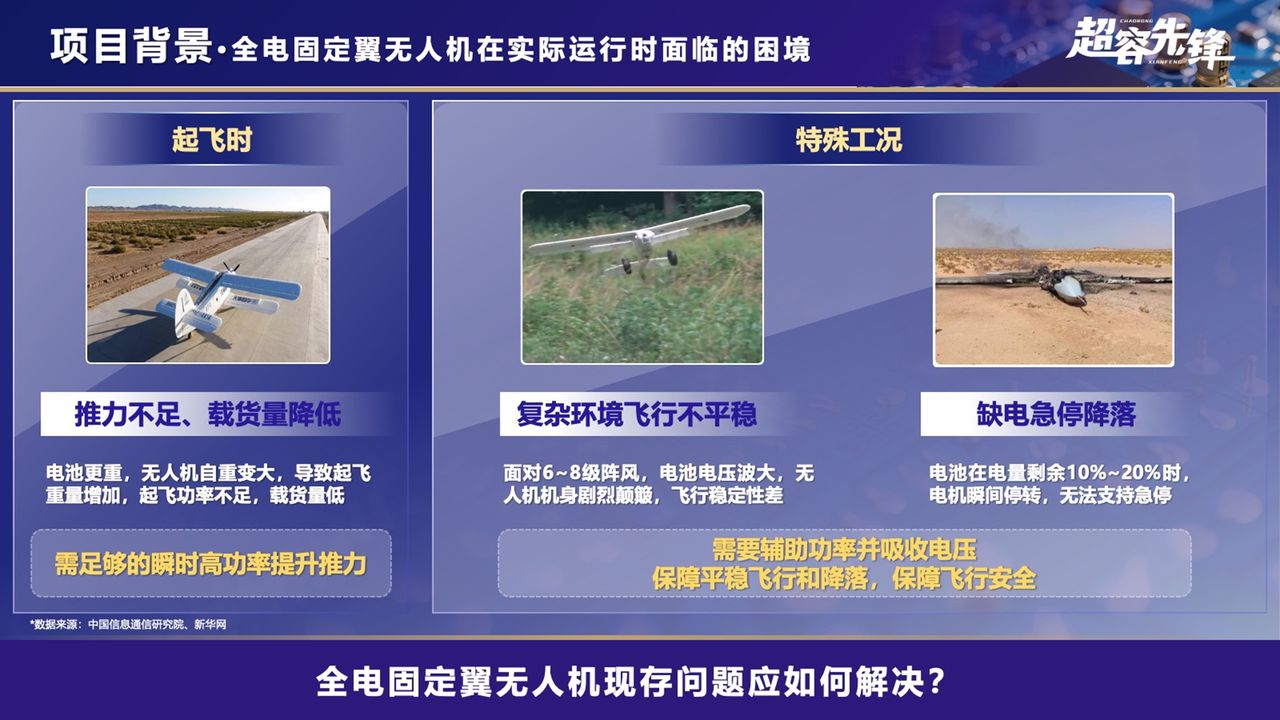 项目背景·全电固定翼无人机在实际运行时面临的困境
CHAORONG
超容先锋
XIANFENG
起飞时
特殊工况
推力不足、载货量降低
复杂环境飞行不平稳
缺电急停降落
电池更重，无人机自重变大，导致起飞
重量增加，起飞功率不足，载货量低
面对6~8级阵风，电池电压波大，无
人机机身剧烈颠簸，飞行稳定性差
电池在电量剩余10%~20%时，
电机瞬间停转，无法支持急停
需足够的瞬时高功率提升推力
需要辅助功率并吸收电压
保障平稳飞行和降落，保障飞行安全
*数据来源：中国信息通信研究院、新华网
全电固定翼无人机现存问题应如何解决？